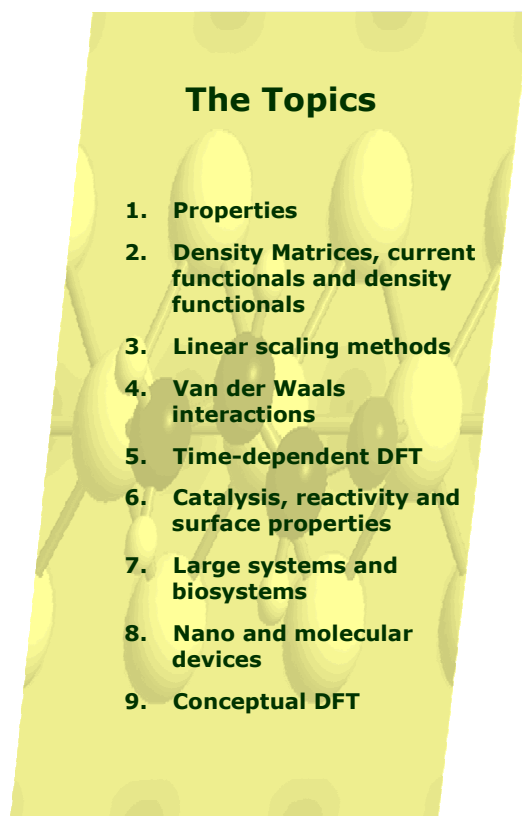 The Topics
1. Properties
2. Density Matrices, current
functionals and density
functionals
3. Linear scaling methods
4. Van der Waals
interactions
5. Time-dependent DFT
6. Catalysis, reactivity and
surface properties
7. Large systems and
biosystems
8. Nano and molecular
devices
9. Conceptual DFT